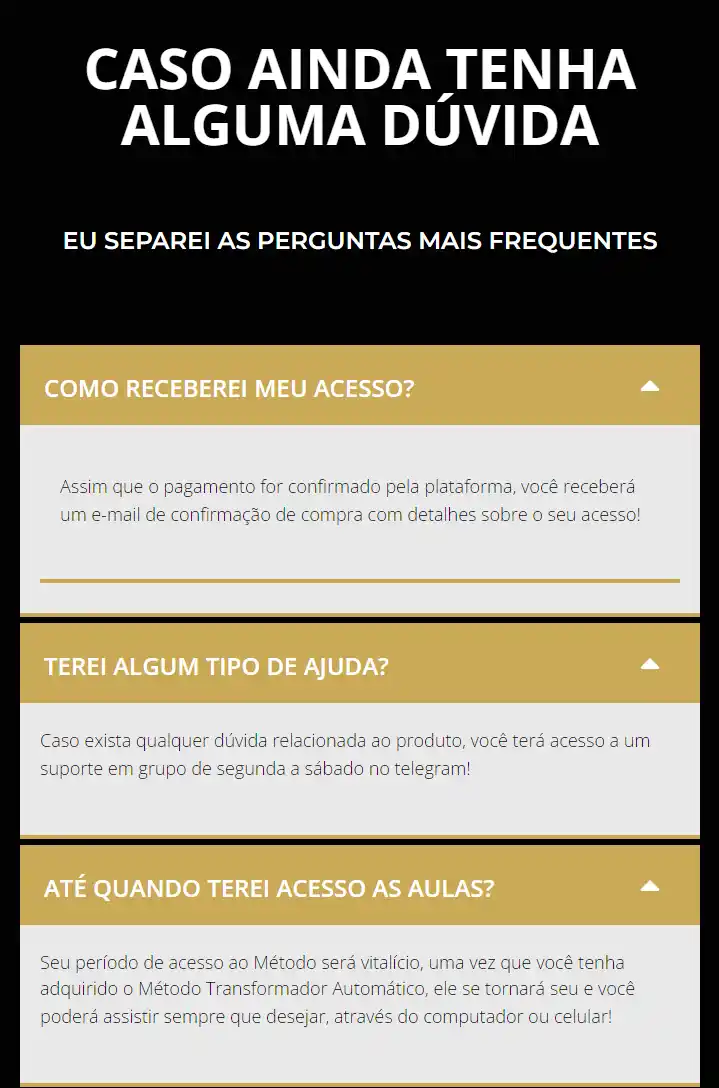 CASO AINDA TENHA
ALGUMA DÚVIDA
EU SEPAREI AS PERGUNTAS MAIS FREQUENTES
COMO RECEBEREI MEU ACESSO?
Assim que o pagamento for confirmado pela plataforma, você receberá
um e-mail de confirmação de compra com detalhes sobre o seu acesso!
TEREI ALGUM TIPO DE AJUDA?
Caso exista qualquer dúvida relacionada ao produto, você terá acesso a um
suporte em grupo de segunda a sábado no telegram!
ATÉ QUANDO TEREI ACESSO AS AULAS?
Seu período de acesso ao Método será vitalício, uma vez que você tenha
adquirido o Método Transformador Automático, ele se tornará seu e você
poderá assistir sempre que desejar, através do computador ou celular!